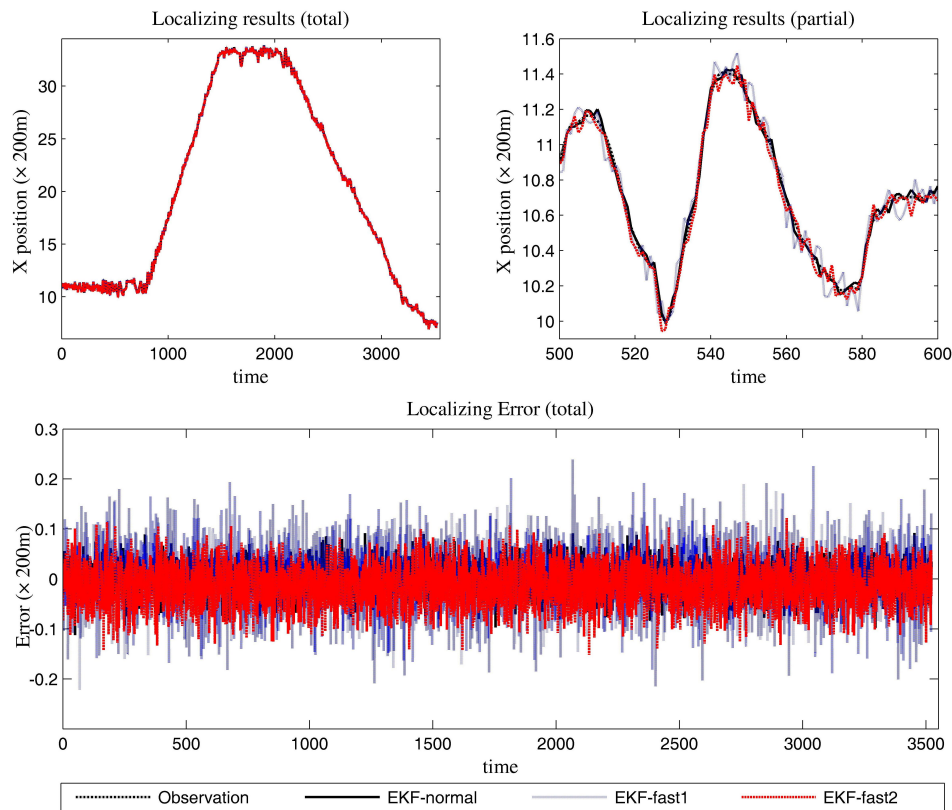 Localizing results (total)
Localizing results (partial)
X position (× 200m)
30
25
20
15
10
0
1000
2000
3000
time
X position (× 200m)
11.6
11.4
11.2
11
10.8
10.6
10.4
10.2
10
500
520
540
560
580
600
time
Localizing Error (total)
Error (× 200m)
0.3
0.2
0.1
0
-0.1
-0.2
0
500
1000
1500
2000
2500
3000
3500
time
Observation
EKF-normal
EKF-fast1
EKF-fast2